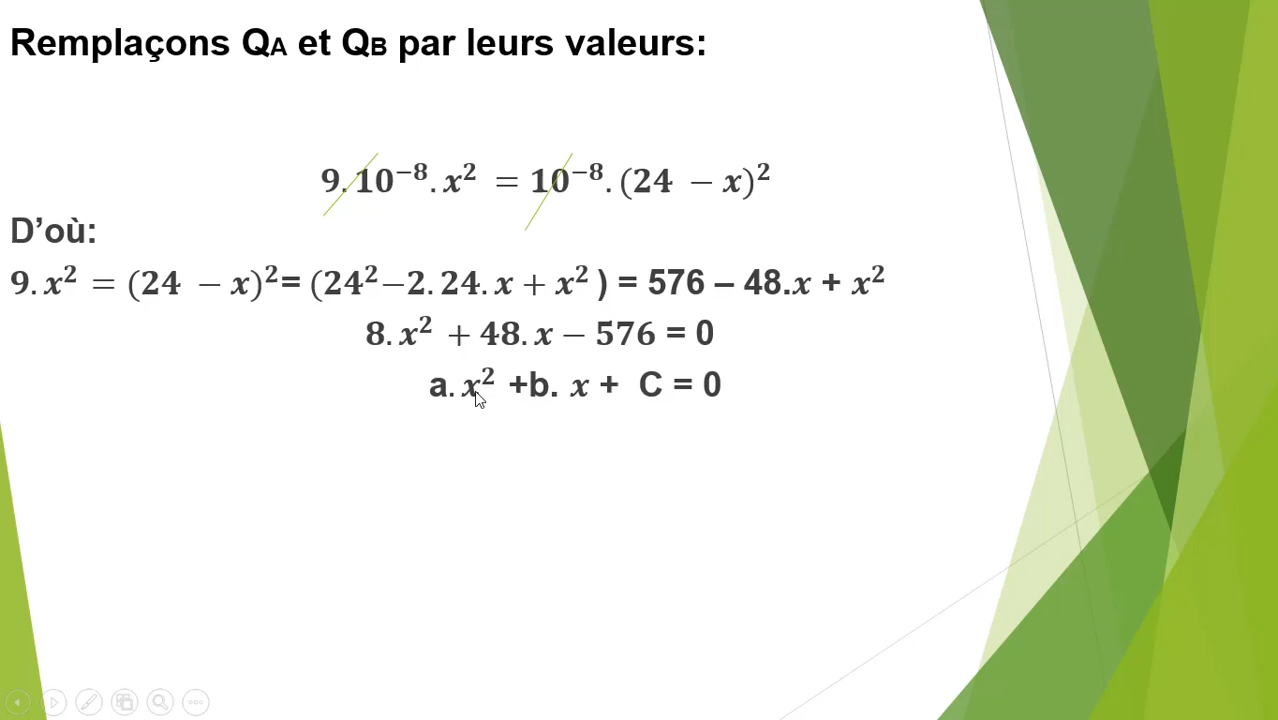 Remplaçons QA et QB par leurs valeurs:
9.10⁻⁸.x² = 10⁻⁸.(24 − x)²
D’où:
9.x² = (24 − x)²= (24²−2.24.x + x² ) = 576 – 48.x + x²
8.x² + 48.x − 576 = 0
a.x² +b. x + C = 0